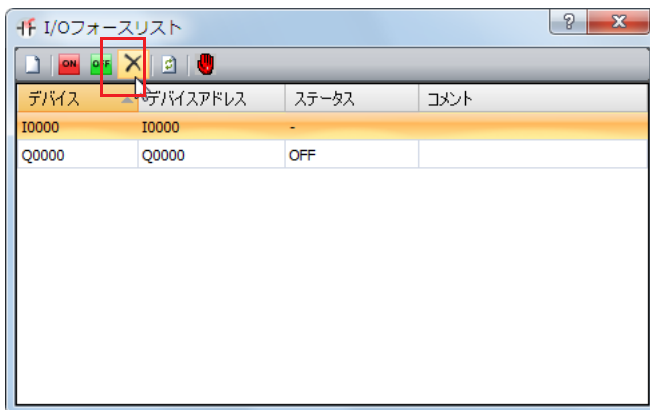 I/Oフォースリスト
ON OFF
デバイス デバイスアドレス ステータス コメント
I0000 I0000 -
Q0000 Q0000 OFF